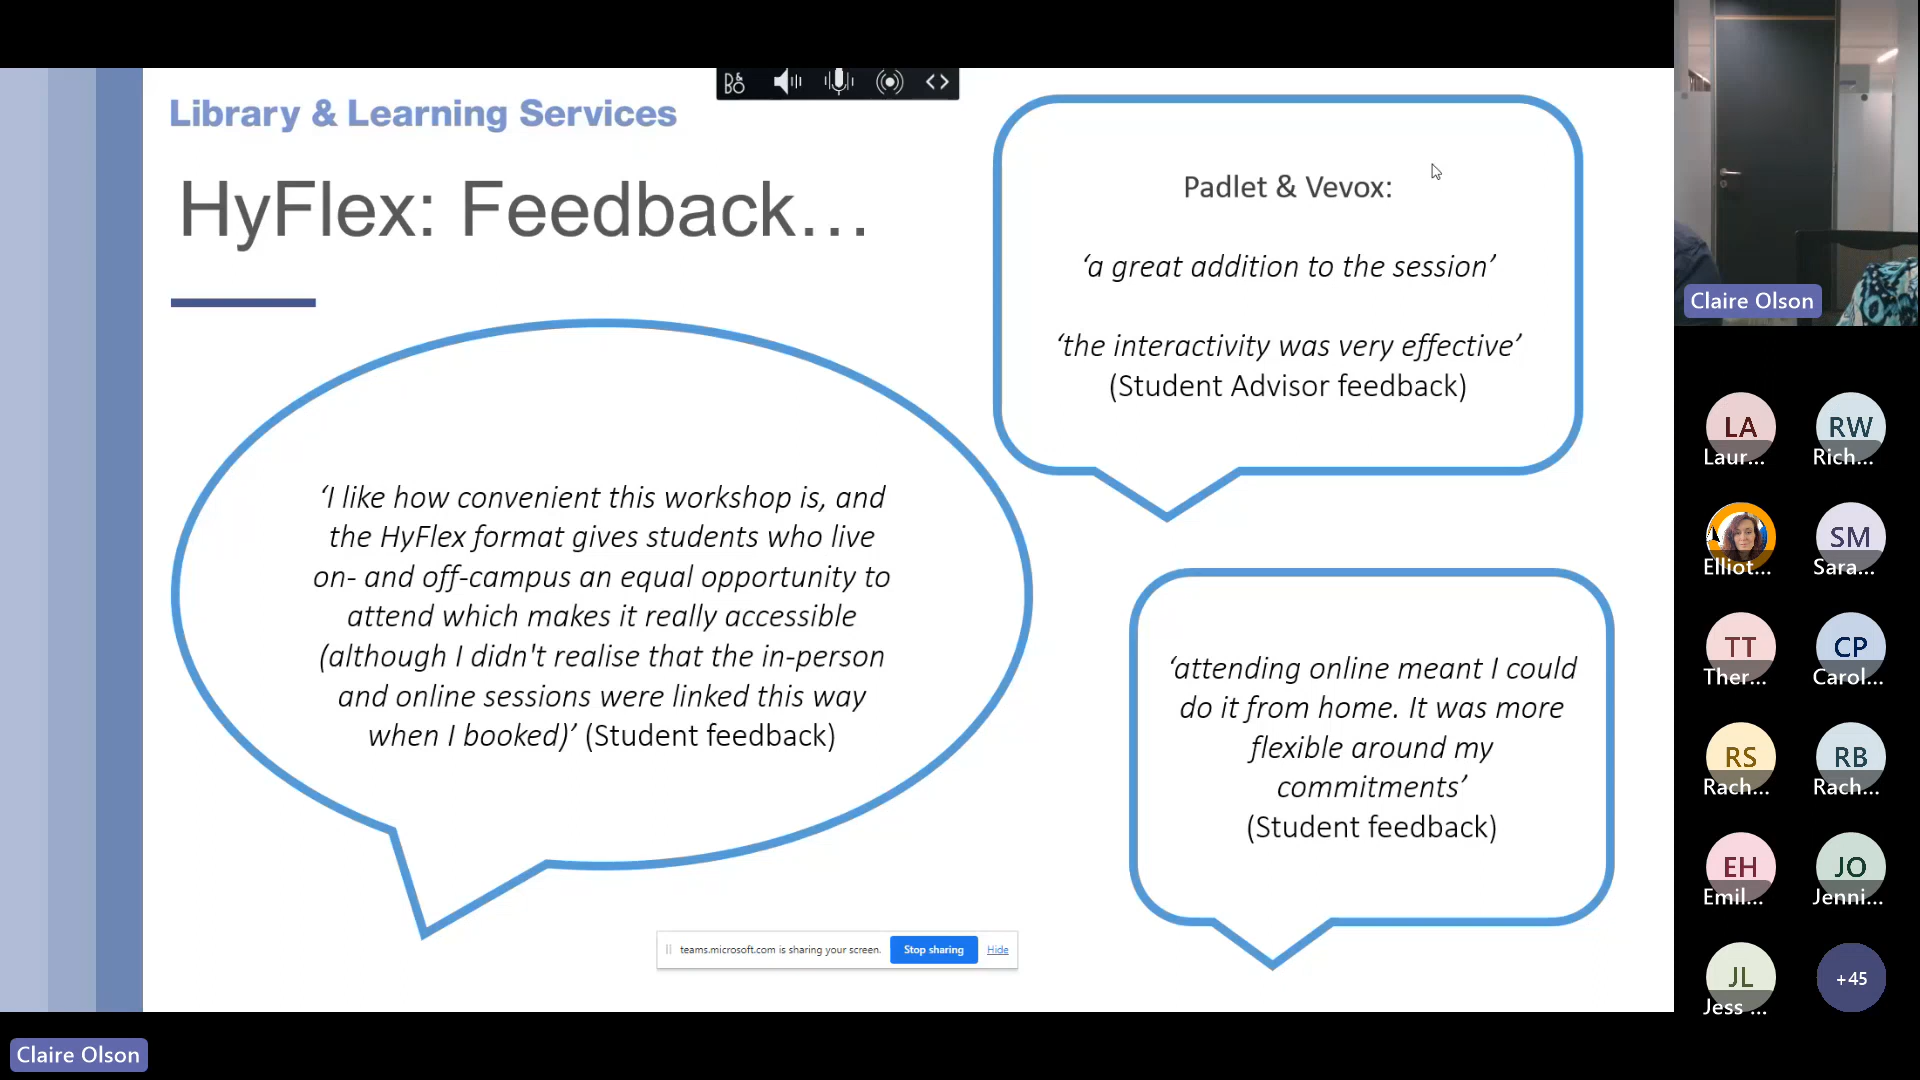 Library & Learning Services
HyFlex: Feedback...
Padlet & Vevox:
‘a great addition to the session’
‘the interactivity was very effective’
(Student Advisor feedback)
‘I like how convenient this workshop is, and
the HyFlex format gives students who live
on- and off-campus an equal opportunity to
attend which makes it really accessible
(although I didn't realise that the in-person
and online sessions were linked this way
when I booked)’ (Student feedback)
‘attending online meant I could
do it from home. It was more
flexible around my
commitments’
(Student feedback)
teams.microsoft.com is sharing your screen.
Stop sharing
Hide
Claire Olson
LA
Laur...
RW
Rich...
Elliot...
SM
Sara...
TT
Ther...
CP
Carol...
RS
Rach...
RB
Rach...
EH
Emil...
JO
Jenni...
JL
Jess ...
+45
Claire Olson